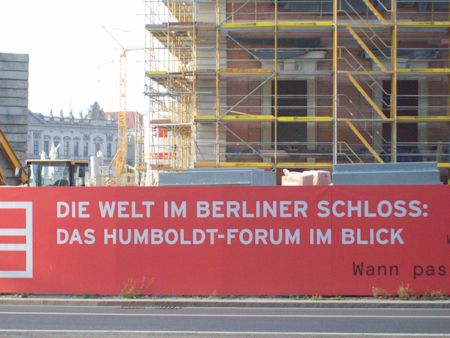 DIE WELT IM BERLINER SCHLOSS:
DAS HUMBOLDT-FORUM IM BLICK
Wann pas